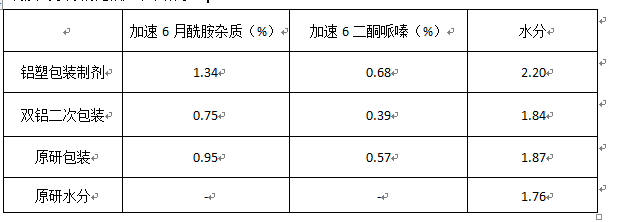 加速 6 月酰胺杂质（%） 加速 6 二酮哌嗪（%） 水分
铝塑包装制剂 1.34 0.68 2.20
双铝二次包装 0.75 0.39 1.84
原研包装 0.95 0.57 1.87
原研水分 - - 1.76